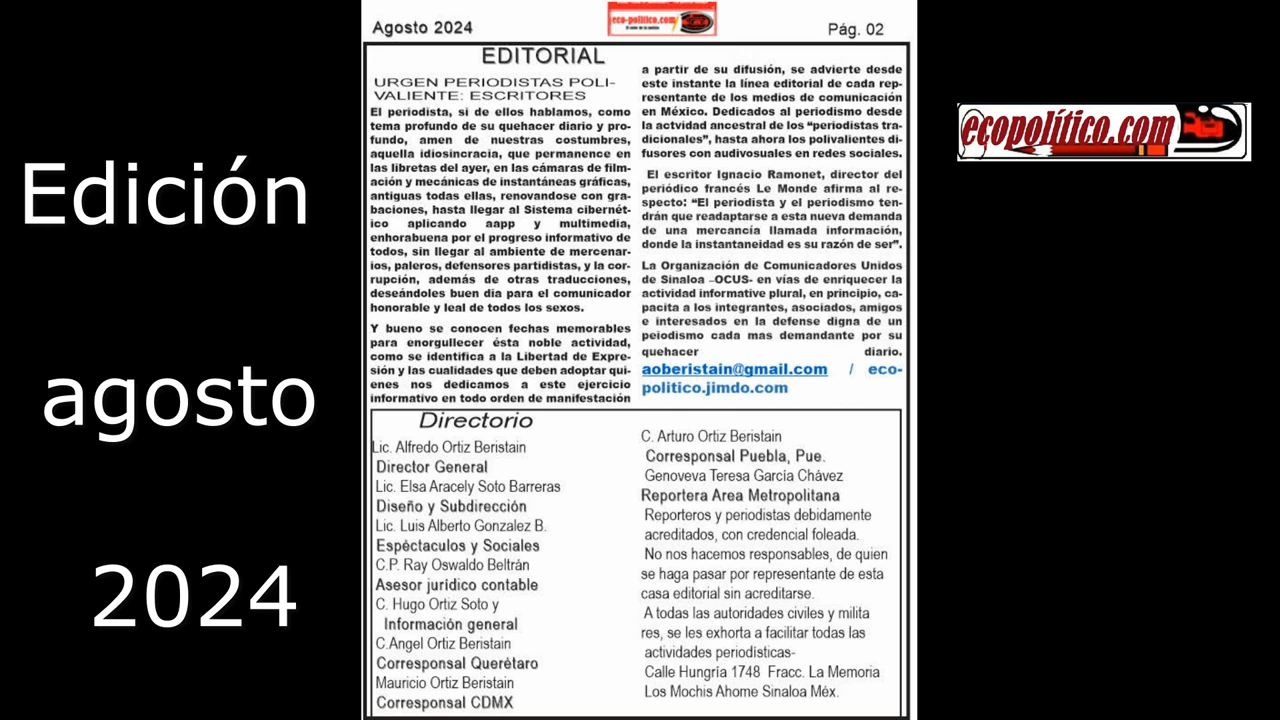 Edición
agosto
2024
Agosto 2024
eco-politico.com
Pág. 02
EDITORIAL
URGEN PERIODISTAS POLI-
VALIENTE: ESCRITORES
El periodista, si de ellos hablamos, como
tema profundo de su quehacer diario y pro-
fundo, amen de nuestras costumbres,
aquella idiosincracia, que permanece en
las libretas del ayer, en las cámaras de film-
ación y mecánicas de instantáneas gráficas,
antiguas todas ellas, renovandose con gra-
baciones, hasta llegar al Sistema cibernét-
ico aplicando aapp y multimedia,
enhorabuena por el progreso informativo de
todos, sin llegar al ambiente de mercenar-
ios, paleros, defensores partidistas, y la cor-
rupción, además de otras traducciones,
deseándoles buen dia para el comunicador
honorable y leal de todos los sexos.
Y bueno se conocen fechas memorables
para enorgullecer ésta noble actividad,
como se identifica a la Libertad de Expre-
sión y las cualidades que deben adoptar qui-
enes nos dedicamos a este ejercicio
informativo en todo orden de manifestación
a partir de su difusión, se advierte desde
este instante la línea editorial de cada rep-
resentante de los medios de comunicación
en México. Dedicados al periodismo desde
la actvidad ancestral de los “periodistas tra-
dicionales”, hasta ahora los polivalientes di-
fusores con audivosuales en redes sociales.
El escritor Ignacio Ramonet, director del
periódico francés Le Monde afirma al re-
specto: “El periodista y el periodismo ten-
drán que readaptarse a esta nueva demanda
de una mercancía llamada información,
donde la instantaneidad es su razón de ser”.
La Organización de Comunicadores Unidos
de Sinaloa –OCUS- en vías de enriquecer la
actividad informative plural, en principio, ca-
pacita a los integrantes, asociados, amigos
e interesados en la defense digna de un
peiodismo cada mas demandante por su
quehacer diario.
aoberistain@gmail.com / eco-
politico.jimdo.com
Directorio
Lic. Alfredo Ortiz Beristain
Director General
Lic. Elsa Aracely Soto Barreras
Diseño y Subdirección
Lic. Luis Alberto Gonzalez B.
Espéctaculos y Sociales
C.P. Ray Oswaldo Beltrán
Asesor jurídico contable
C. Hugo Ortiz Soto y
Información general
C.Angel Ortiz Beristain
Corresponsal Querétaro
Mauricio Ortiz Beristain
Corresponsal CDMX
C. Arturo Ortiz Beristain
Corresponsal Puebla, Pue.
Genoveva Teresa García Chávez
Reportera Area Metropolitana
Reporteros y periodistas debidamente
acreditados, con credencial foleada.
No nos hacemos responsables, de quien
se haga pasar por representante de esta
casa editorial sin acreditarse.
A todas las autoridades civiles y milita
res, se les exhorta a facilitar todas las
actividades periodísticas-
Calle Hungría 1748 Fracc. La Memoria
Los Mochis Ahome Sinaloa Méx.
ecopolítico.com